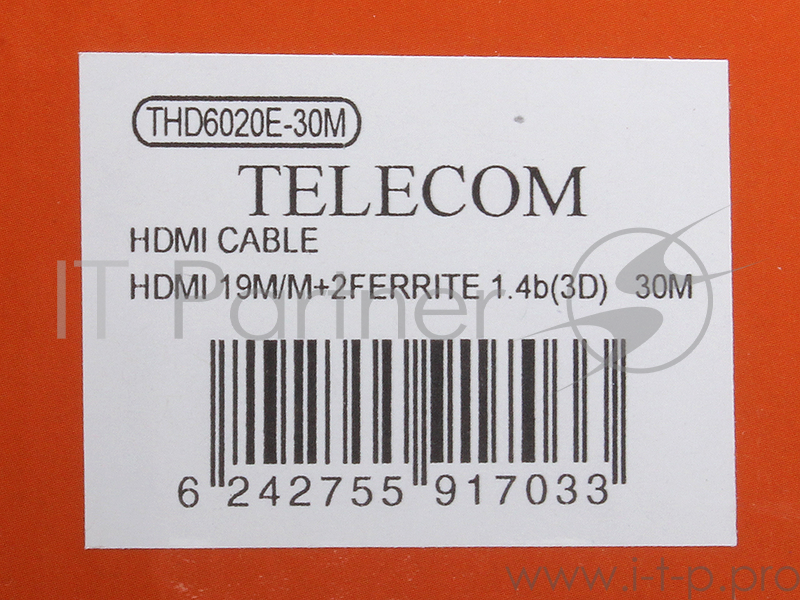 THD6020E-30M
TELECOM
HDMI CABLE
HDMI 19M/M+2FERRITE 1.4b(3D) 30M
IT Partner
6 242755 917033
www.i-t-p.pro